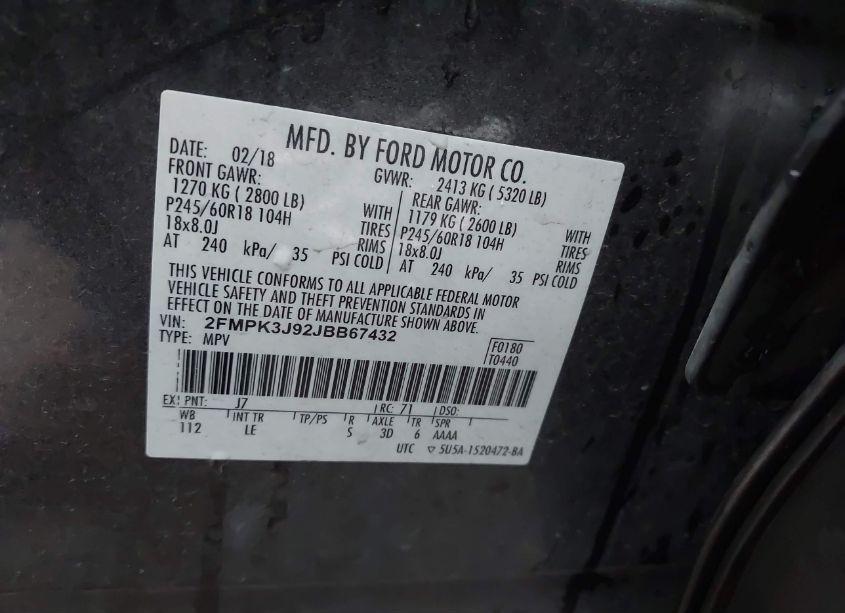 MFD. BY FORD MOTOR CO.
DATE: 02/18 GVWR: 2413 KG ( 5320 LB)
FRONT GAWR: REAR GAWR:
1270 KG ( 2800 LB) WITH 1179 KG ( 2600 LB) WITH
P245/60R18 104H TIRES P245/60R18 104H TIRES
18x8.0J RIMS 18x8.0J RIMS
AT 240 kPa/ 35 PSI COLD AT 240 kPa/ 35 PSI COLD
THIS VEHICLE CONFORMS TO ALL APPLICABLE FEDERAL MOTOR
VEHICLE SAFETY AND THEFT PREVENTION STANDARDS IN
EFFECT ON THE DATE OF MANUFACTURE SHOWN ABOVE.
VIN: 2FMPK3J92JBB67432
TYPE: MPV
F0180
T0440
EXT PNT: J7 RC: 71 DSO:
WB INT TR TP/PS R AXLE TR SPR
112 LE S 3D 6 AAAA
UTC ▽ 5U5A-1520472-BA